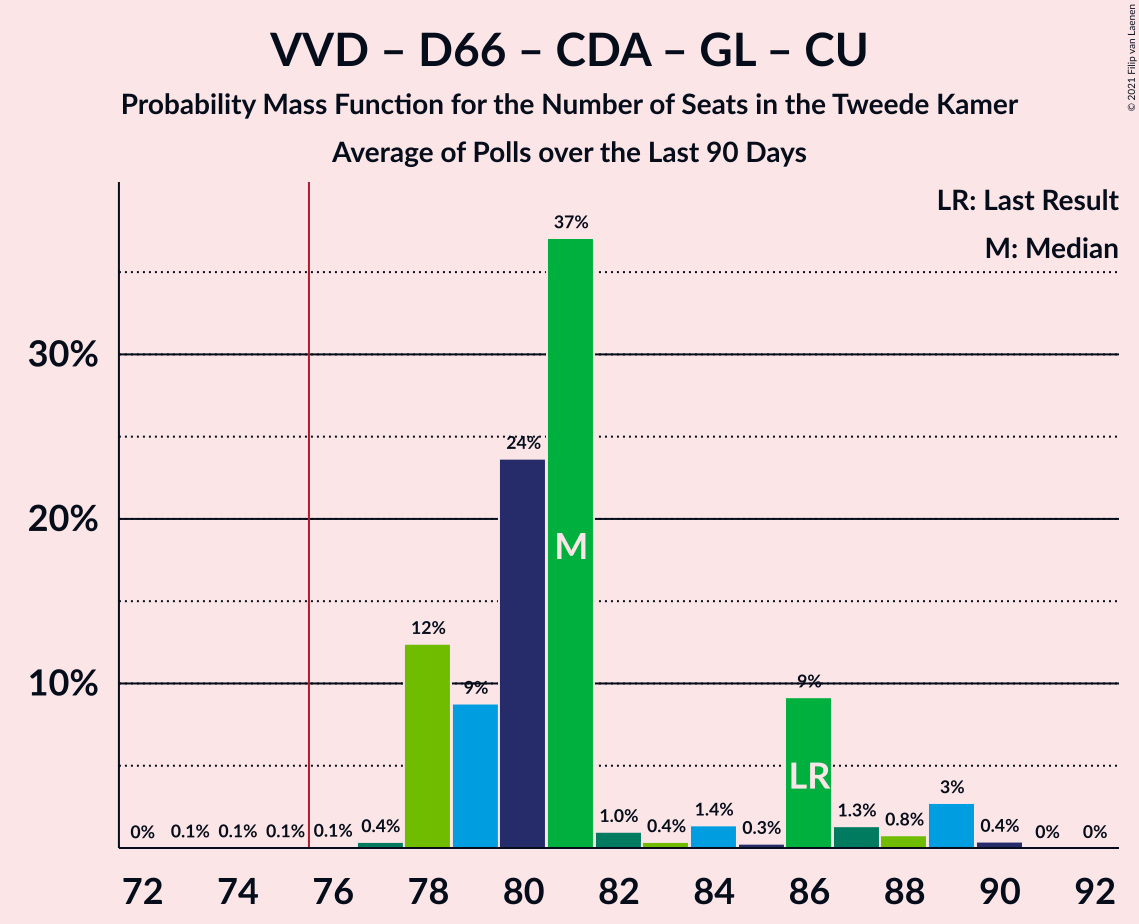 VVD – D66 – CDA – GL – CU
Probability Mass Function for the Number of Seats in the Tweede Kamer
Average of Polls over the Last 90 Days
© 2021 Filip van Laenen
LR: Last Result
M: Median
30%
20%
10%
0%
0.1%
0.1%
0.1%
0.1%
0.4%
12%
9%
24%
37%
1.0%
0.4%
1.4%
0.3%
9%
1.3%
0.8%
3%
0.4%
0%
0%
M
LR
72 74 76 78 80 82 84 86 88 90 92